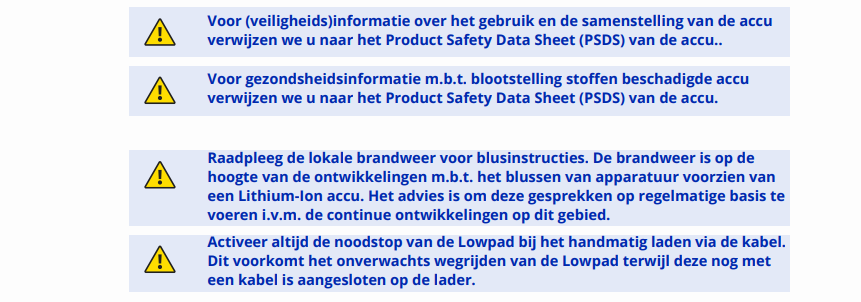 Voor (veiligheids)informatie over het gebruik en de samenstelling van de accu
verwijzen we u naar het Product Safety Data Sheet (PSDS) van de accu..
Voor gezondsheidsinformatie m.b.t. blootstelling stoffen beschadigde accu
verwijzen we u naar het Product Safety Data Sheet (PSDS) van de accu.
Raadpleeg de lokale brandweer voor blusinstructies. De brandweer is op de
hoogte van de ontwikkelingen m.b.t. het blussen van apparatuur voorzien van
een Lithium-Ion accu. Het advies is om deze gesprekken op regelmatige basis te
voeren i.v.m. de continue ontwikkelingen op dit gebied.
Activeer altijd de noodstop van de Lowpad bij het handmatig laden via de kabel.
Dit voorkomt het onverwachts wegrijden van de Lowpad terwijl deze nog met
een kabel is aangesloten op de lader.